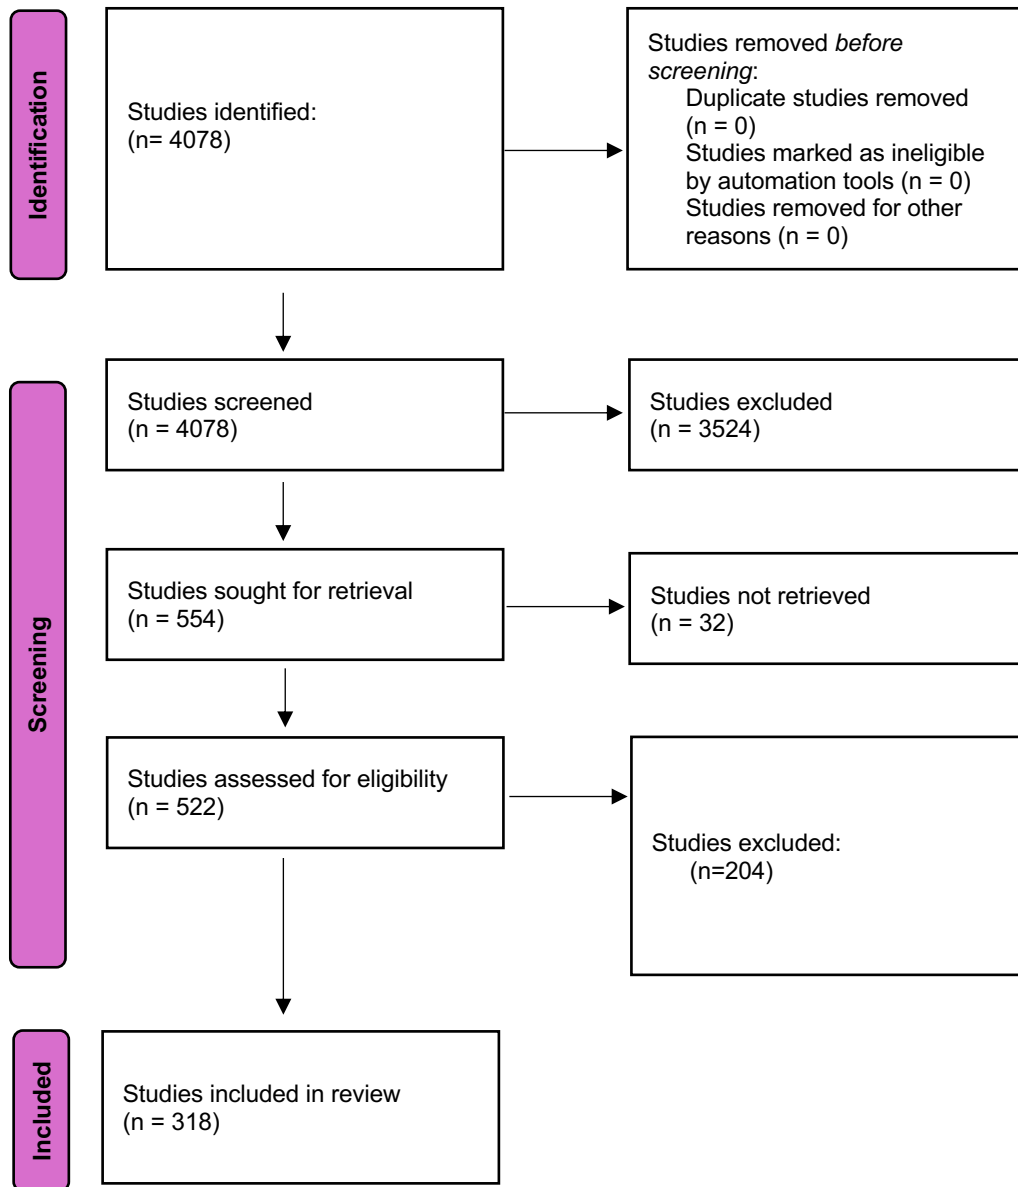 Identification
Studies identified:
(n= 4078)
Studies removed before
screening:
Duplicate studies removed
(n = 0)
Studies marked as ineligible
by automation tools (n = 0)
Studies removed for other
reasons (n = 0)
Screening
Studies screened
(n = 4078)
Studies excluded
(n = 3524)
Studies sought for retrieval
(n = 554)
Studies not retrieved
(n = 32)
Studies assessed for eligibility
(n = 522)
Studies excluded:
(n=204)
Included
Studies included in review
(n = 318)